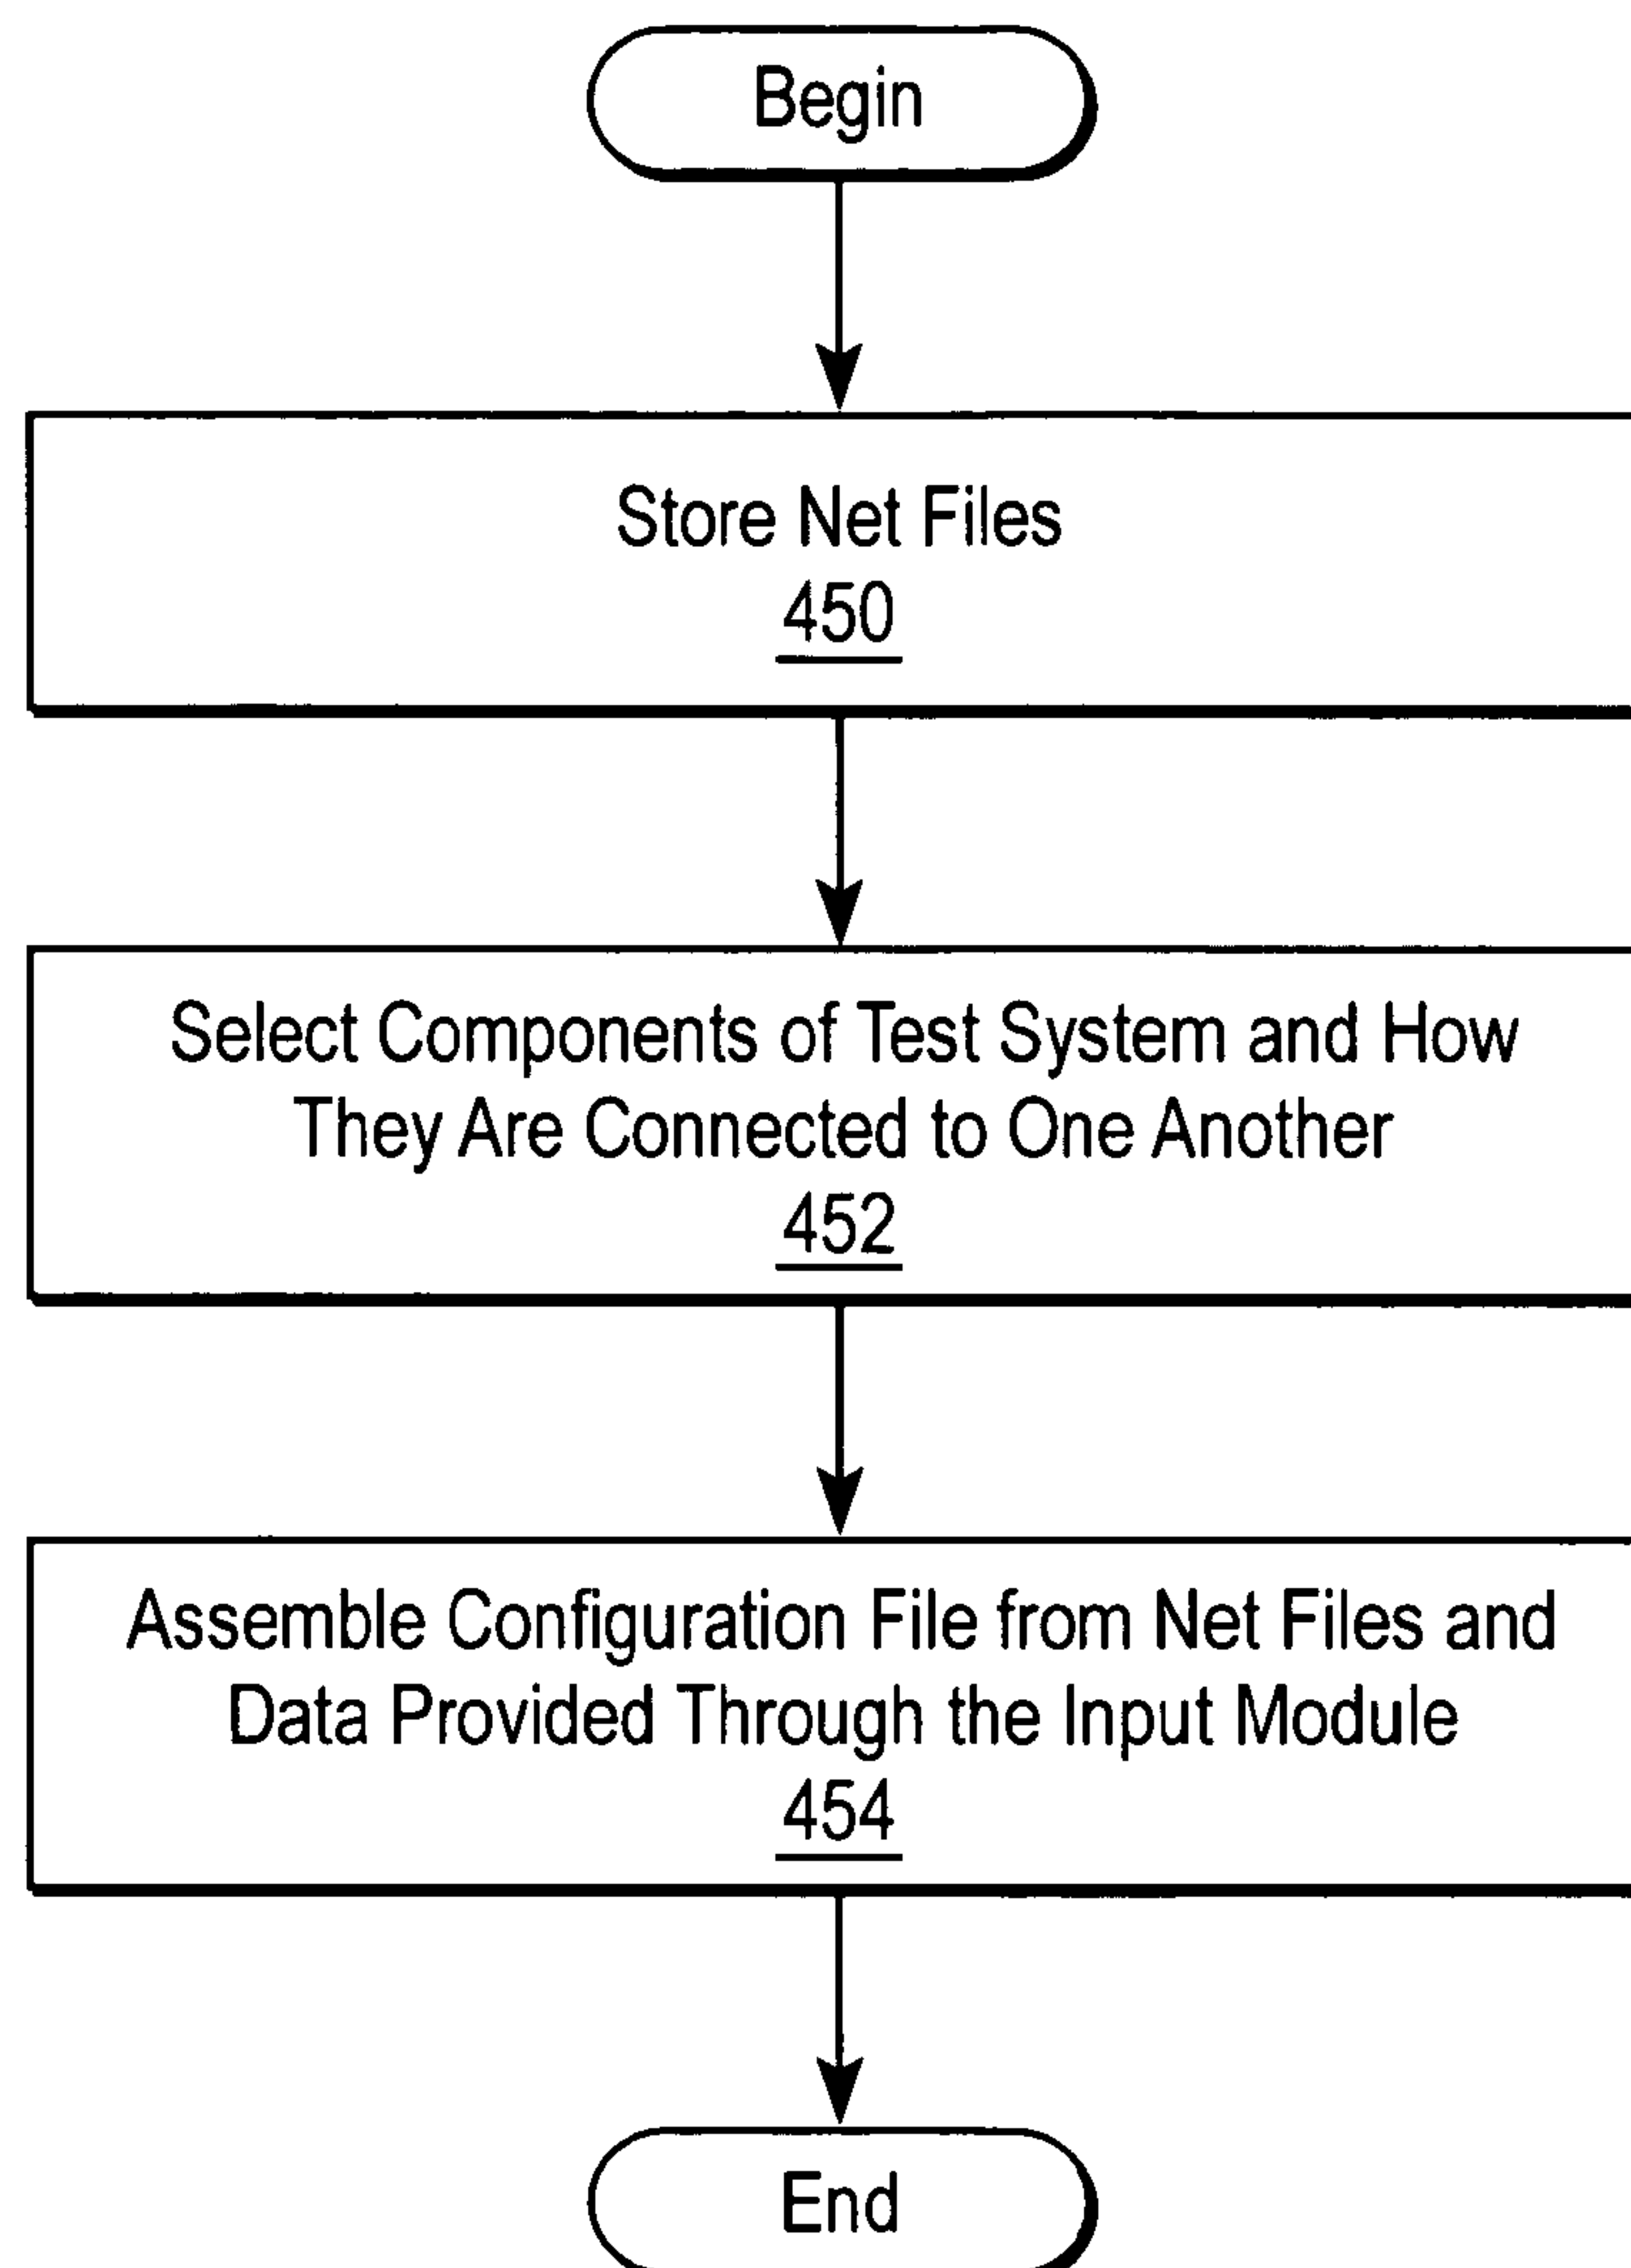 Begin
Store Net Files
450
Select Components of Test System and How
They Are Connected to One Another
452
Assemble Configuration File from Net Files and
Data Provided Through the Input Module
454
End